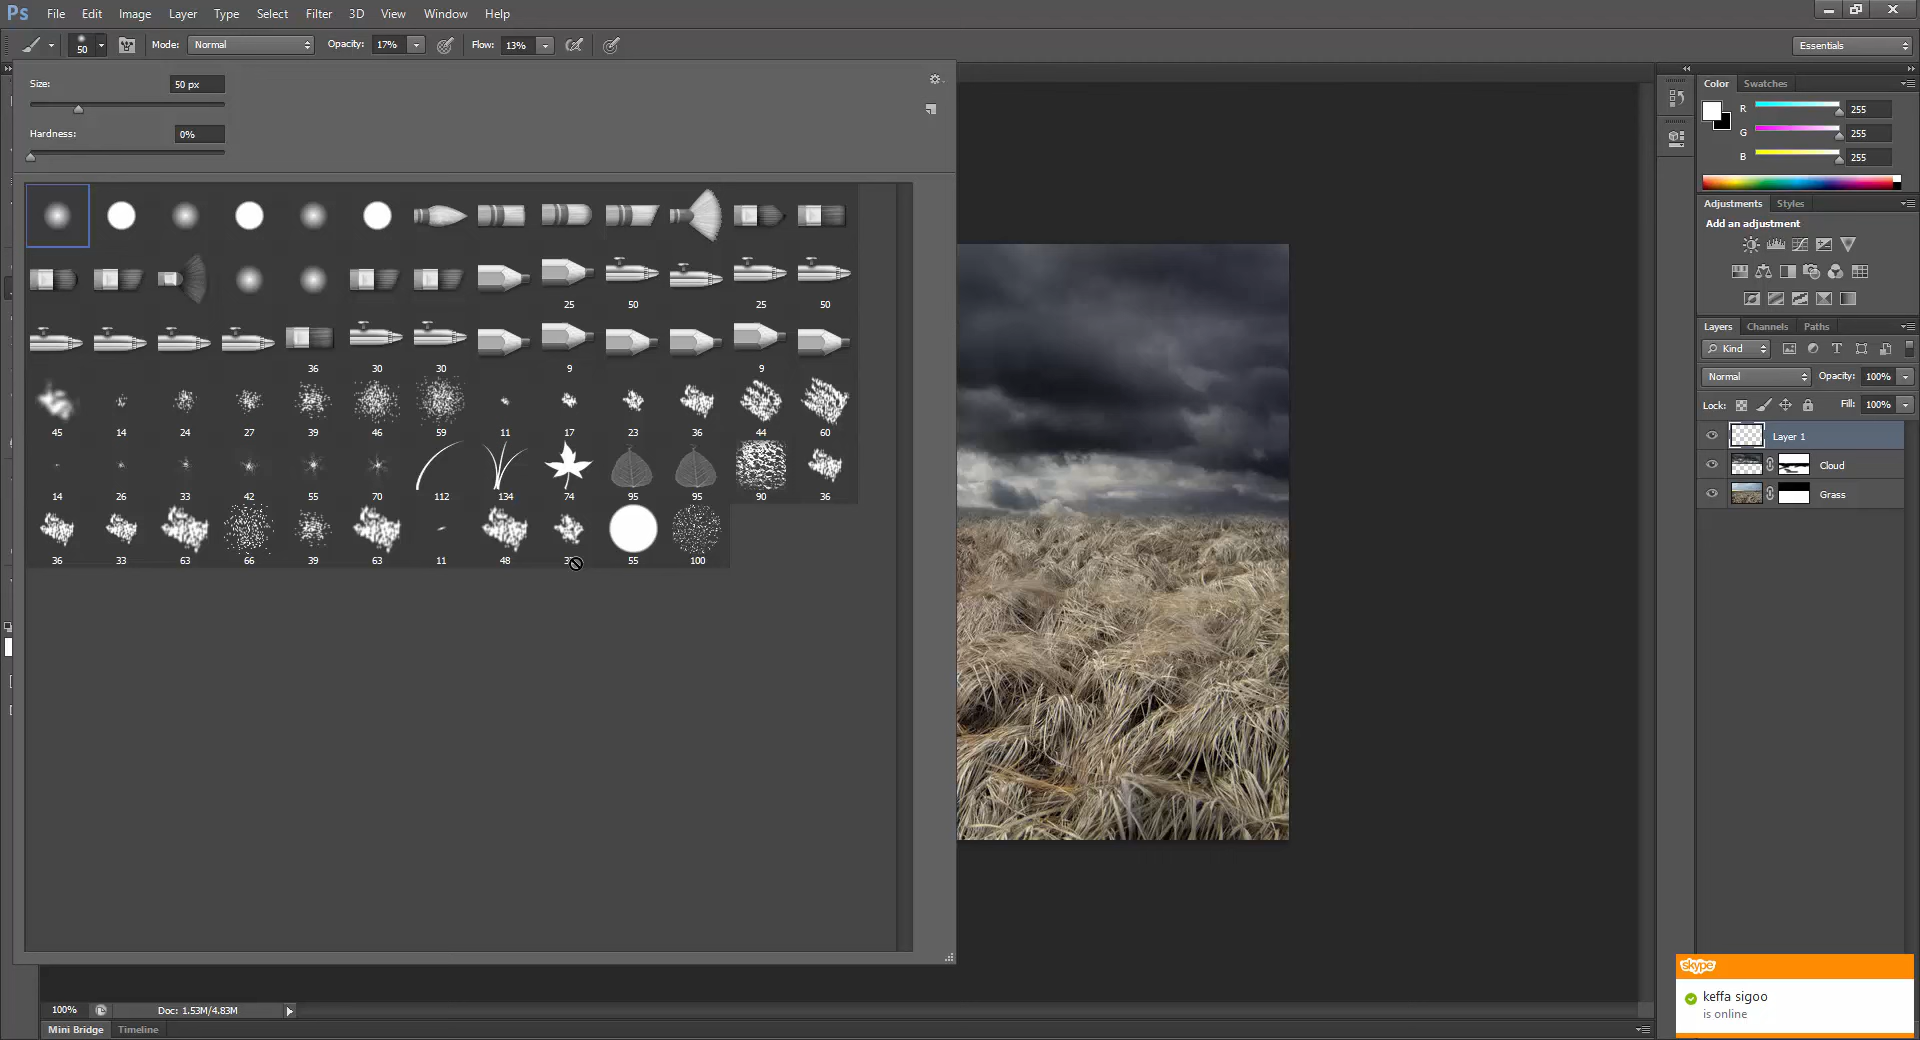 Ps File Edit Image Layer Type Select Filter 3D View Window Help
50 Mode: Normal Opacity: 17% Flow: 13% Essentials
Size: 50 px
Hardness: 0%
25 50 25 50
36 30 30 9 9
45 14 24 27 39 46 59 11 17 23 36 44 60
14 26 33 42 55 70 112 134 74 95 95 90 36
36 33 63 66 39 63 11 48 55 100
Color Swatches
R 255
G 255
B 255
Adjustments Styles
Add an adjustment
Layers Channels Paths
Kind
Normal Opacity: 100%
Lock: Fill: 100%
Layer 1
Cloud
Grass
skype
keffa sigoo
is online
100% Doc: 1.53M/4.83M
Mini Bridge Timeline